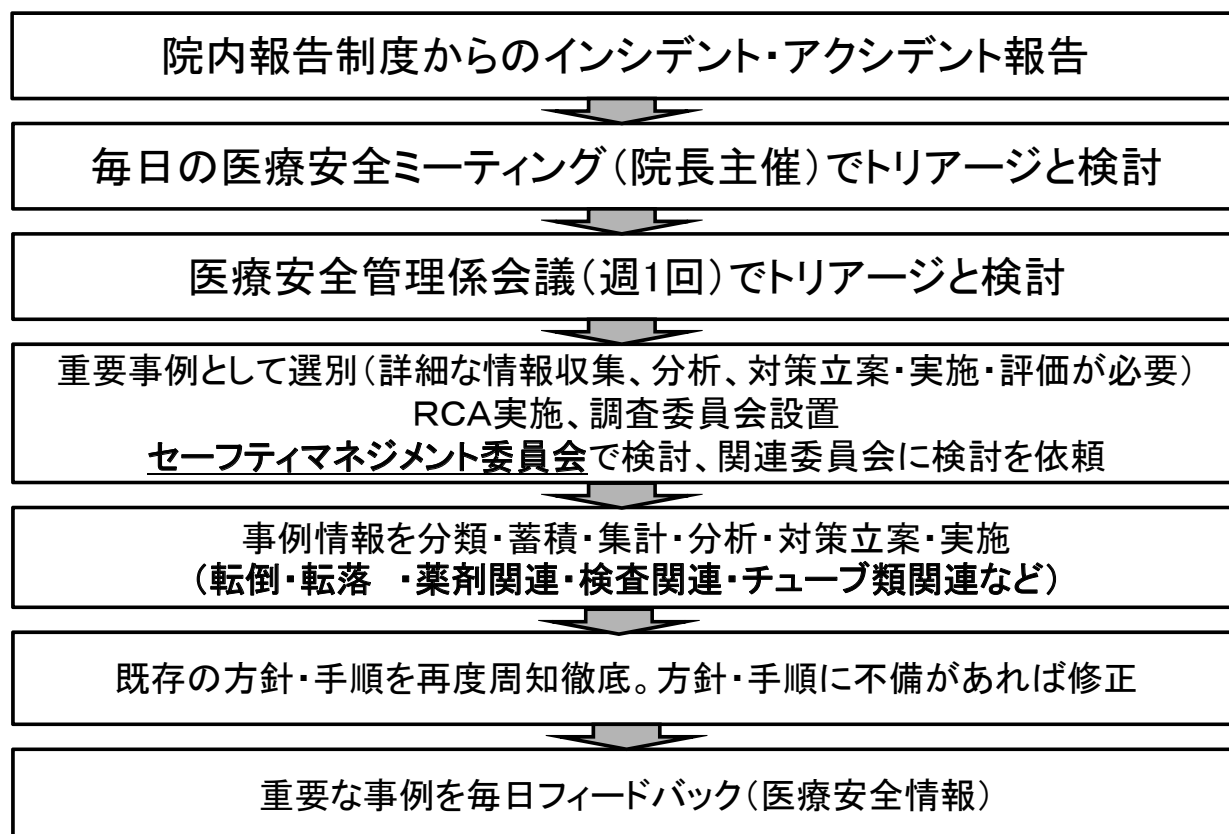 院内報告制度からのインシデント・アクシデント報告
毎日の医療安全ミーティング(院長主催)でトリアージと検討
医療安全管理係会議(週1回)でトリアージと検討
重要事例として選別(詳細な情報収集、分析、対策立案・実施・評価が必要)
RCA実施、調査委員会設置
セーフティマネジメント委員会で検討、関連委員会に検討を依頼
事例情報を分類・蓄積・集計・分析・対策立案・実施
(転倒・転落 ・薬剤関連・検査関連・チューブ類関連など)
既存の方針・手順を再度周知徹底。方針・手順に不備があれば修正
重要な事例を毎日フィードバック(医療安全情報)